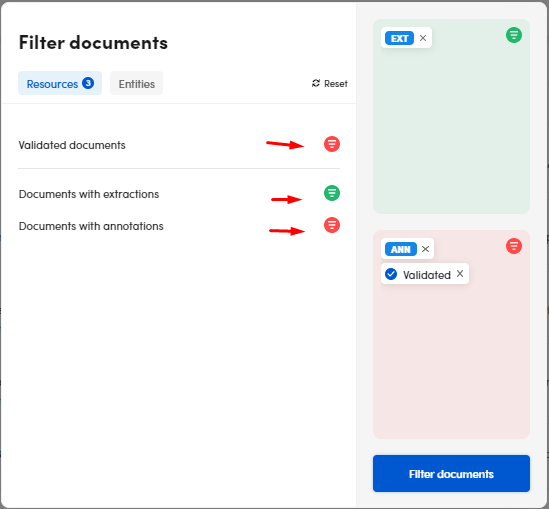 Filter documents
Resources 3
Entities
Reset
Validated documents
Documents with extractions
Documents with annotations
EXT
ANN
Validated
Filter documents